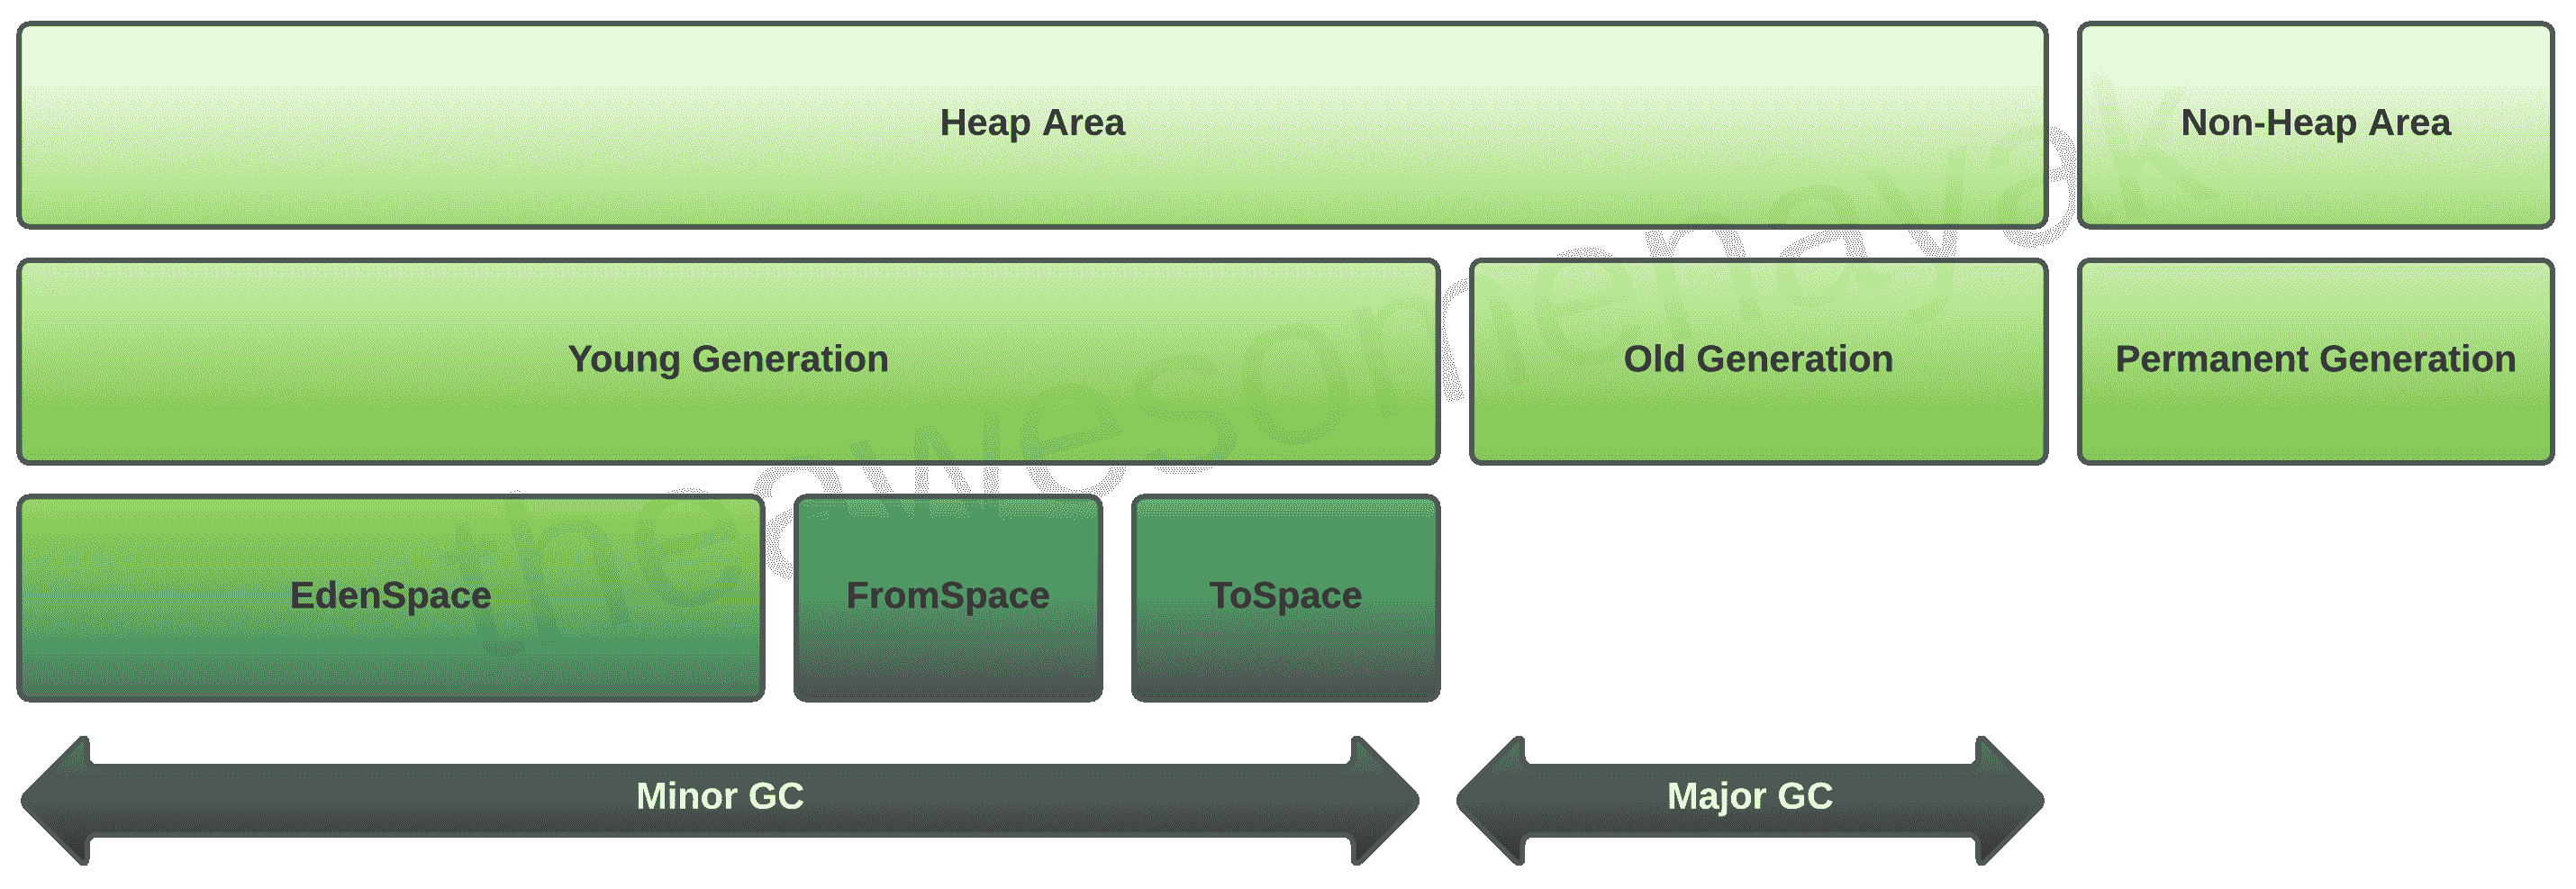 Heap Area
Non-Heap Area
Young Generation
Old Generation
Permanent Generation
EdenSpace
FromSpace
ToSpace
Minor GC
Major GC
theawesomenayak